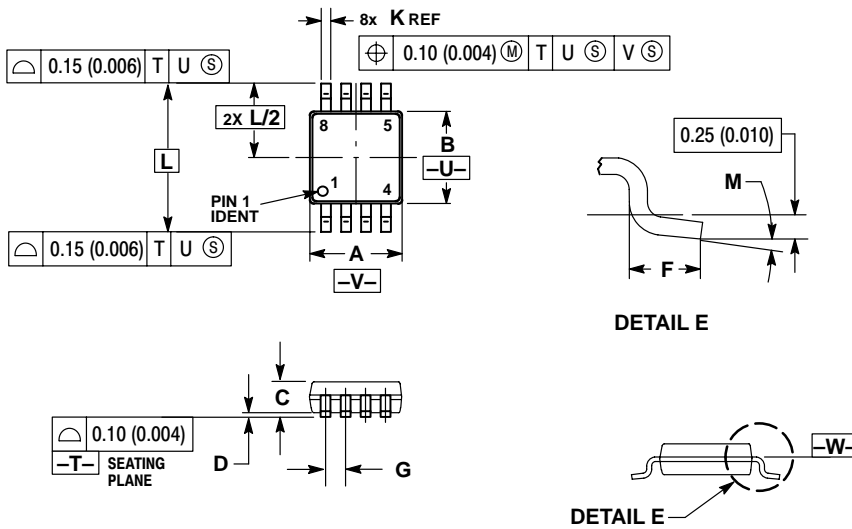 8x K REF
⌓ 0.15 (0.006) T U Ⓢ
⌖ 0.10 (0.004) Ⓜ T U Ⓢ V Ⓢ
2X L/2
8
5
B
–U–
L
1
4
PIN 1
IDENT
⌓ 0.15 (0.006) T U Ⓢ
A
–V–
0.25 (0.010)
M
F
DETAIL E
C
⌓ 0.10 (0.004)
–T– SEATING
PLANE
D
G
–W–
DETAIL E